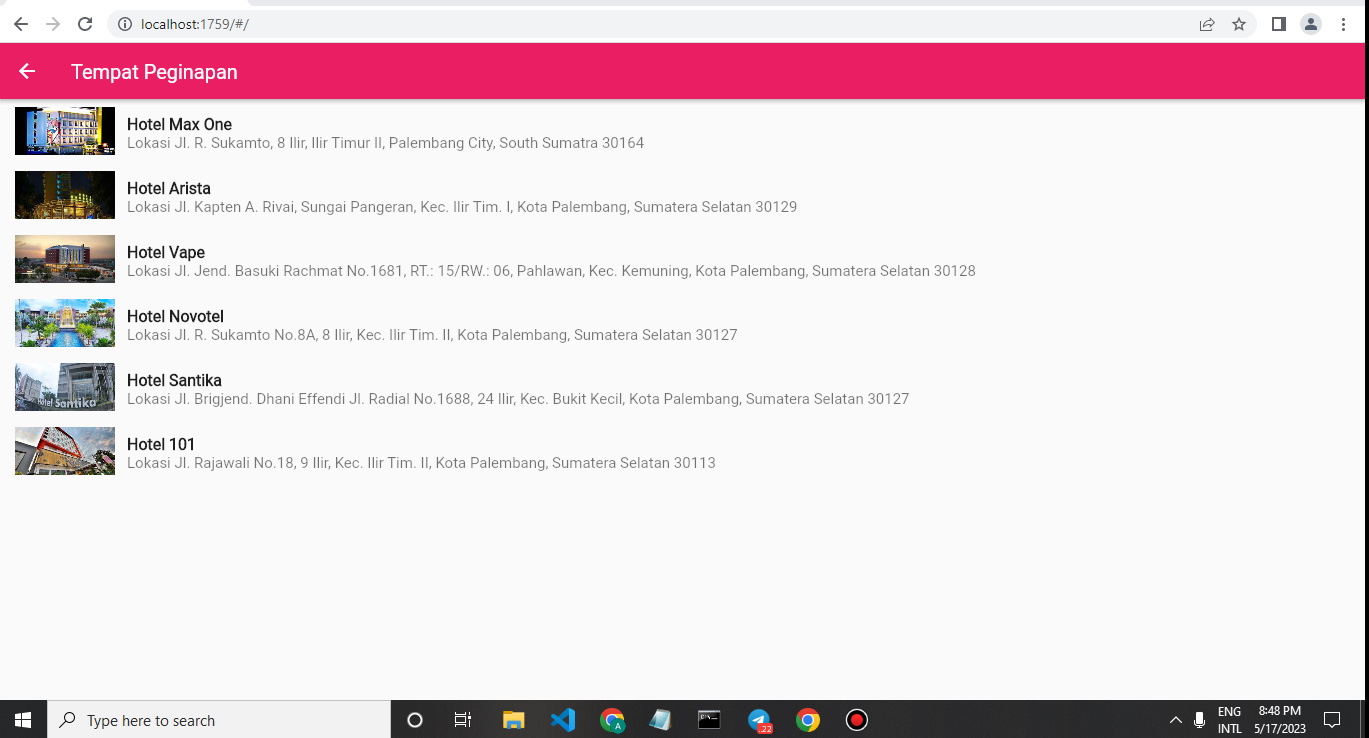 localhost:1759/#/
Tempat Peginapan
Hotel Max One
Lokasi Jl. R. Sukamto, 8 Ilir, Ilir Timur II, Palembang City, South Sumatra 30164
Hotel Arista
Lokasi Jl. Kapten A. Rivai, Sungai Pangeran, Kec. Ilir Tim. I, Kota Palembang, Sumatera Selatan 30129
Hotel Vape
Lokasi Jl. Jend. Basuki Rachmat No.1681, RT.: 15/RW.: 06, Pahlawan, Kec. Kemuning, Kota Palembang, Sumatera Selatan 30128
Hotel Novotel
Lokasi Jl. R. Sukamto No.8A, 8 Ilir, Kec. Ilir Tim. II, Kota Palembang, Sumatera Selatan 30127
Hotel Santika
Lokasi Jl. Brigjend. Dhani Effendi Jl. Radial No.1688, 24 Ilir, Kec. Bukit Kecil, Kota Palembang, Sumatera Selatan 30127
Hotel Santika
Hotel 101
Lokasi Jl. Rajawali No.18, 9 Ilir, Kec. Ilir Tim. II, Kota Palembang, Sumatera Selatan 30113
Type here to search
A
22
ENG
INTL
8:48 PM
5/17/2023